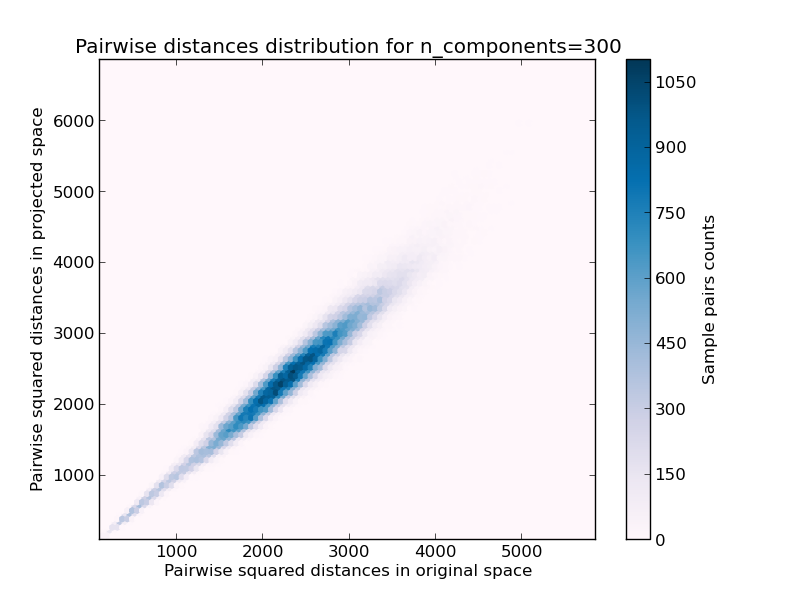 Pairwise distances distribution for n_components=300
Pairwise squared distances in projected space
6000
5000
4000
3000
2000
1000
1000 2000 3000 4000 5000
Pairwise squared distances in original space
1050
900
750
600
450
300
150
0
Sample pairs counts